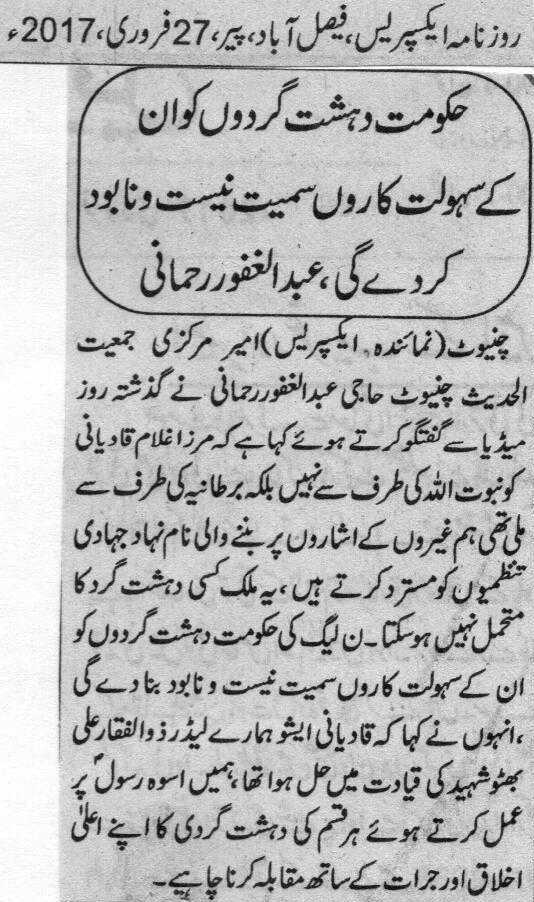 روزنامہ ایکسپریس، فیصل آباد، پیر، 27 فروری، 2017ء
حکومت دہشت گردوں کو ان
کے سہولت کاروں سمیت نیست و نابود
کر دے گی، عبدالغفور رحمانی
چنیوٹ (نمائندہ ایکسپریس) امیر مرکزی جمعیت
الحدیث چنیوٹ حاجی عبدالغفور رحمانی نے گذشتہ روز
میڈیا سے گفتگو کرتے ہوئے کہا ہے کہ مرزا غلام قادیانی
کو نبوت اللہ کی طرف سے نہیں بلکہ برطانیہ کی طرف سے
ملی تھی ہم غیروں کے اشاروں پر بننے والی نام نہاد جہادی
تنظمیوں کو مسترد کرتے ہیں، یہ ملک کسی دہشت گرد کا
متحمل نہیں ہو سکتا۔ ن لیگ کی حکومت دہشت گردوں کو
ان کے سہولت کاروں سمیت نیست و نابود بنا دے گی
،انہوں نے کہا کہ قادیانی ایشو ہمارے لیڈر ذوالفقار علی
بھٹو شہید کی قیادت میں حل ہوا تھا، ہمیں اسوہ رسولؐ پر
عمل کرتے ہوئے ہر قسم کی دہشت گردی کا اپنے اعلیٰ
اخلاق اور جرات کے ساتھ مقابلہ کرنا چاہیے۔